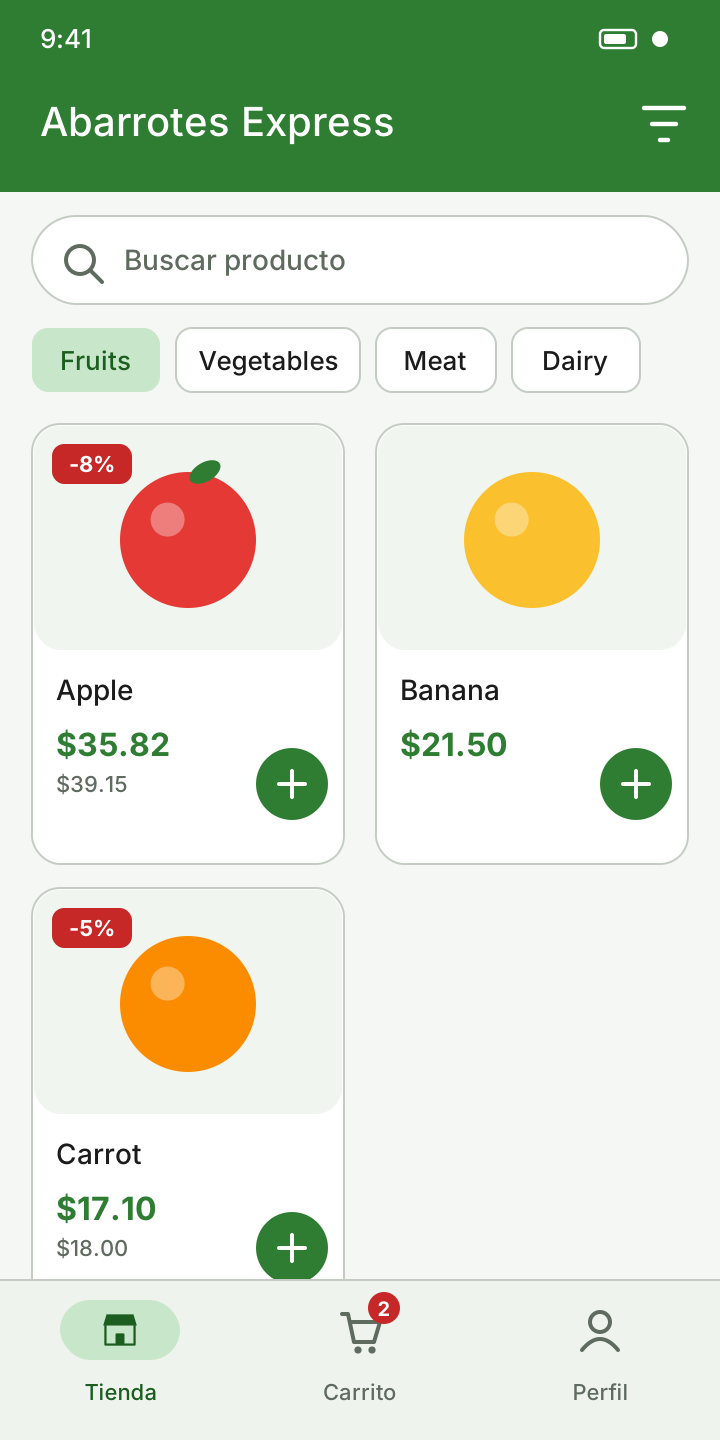 9:41
Abarrotes Express
Buscar producto
Fruits Vegetables Meat Dairy
-8%
Apple
$35.82
$39.15
Banana
$21.50
-5%
Carrot
$17.10
$18.00
2
Tienda Carrito Perfil